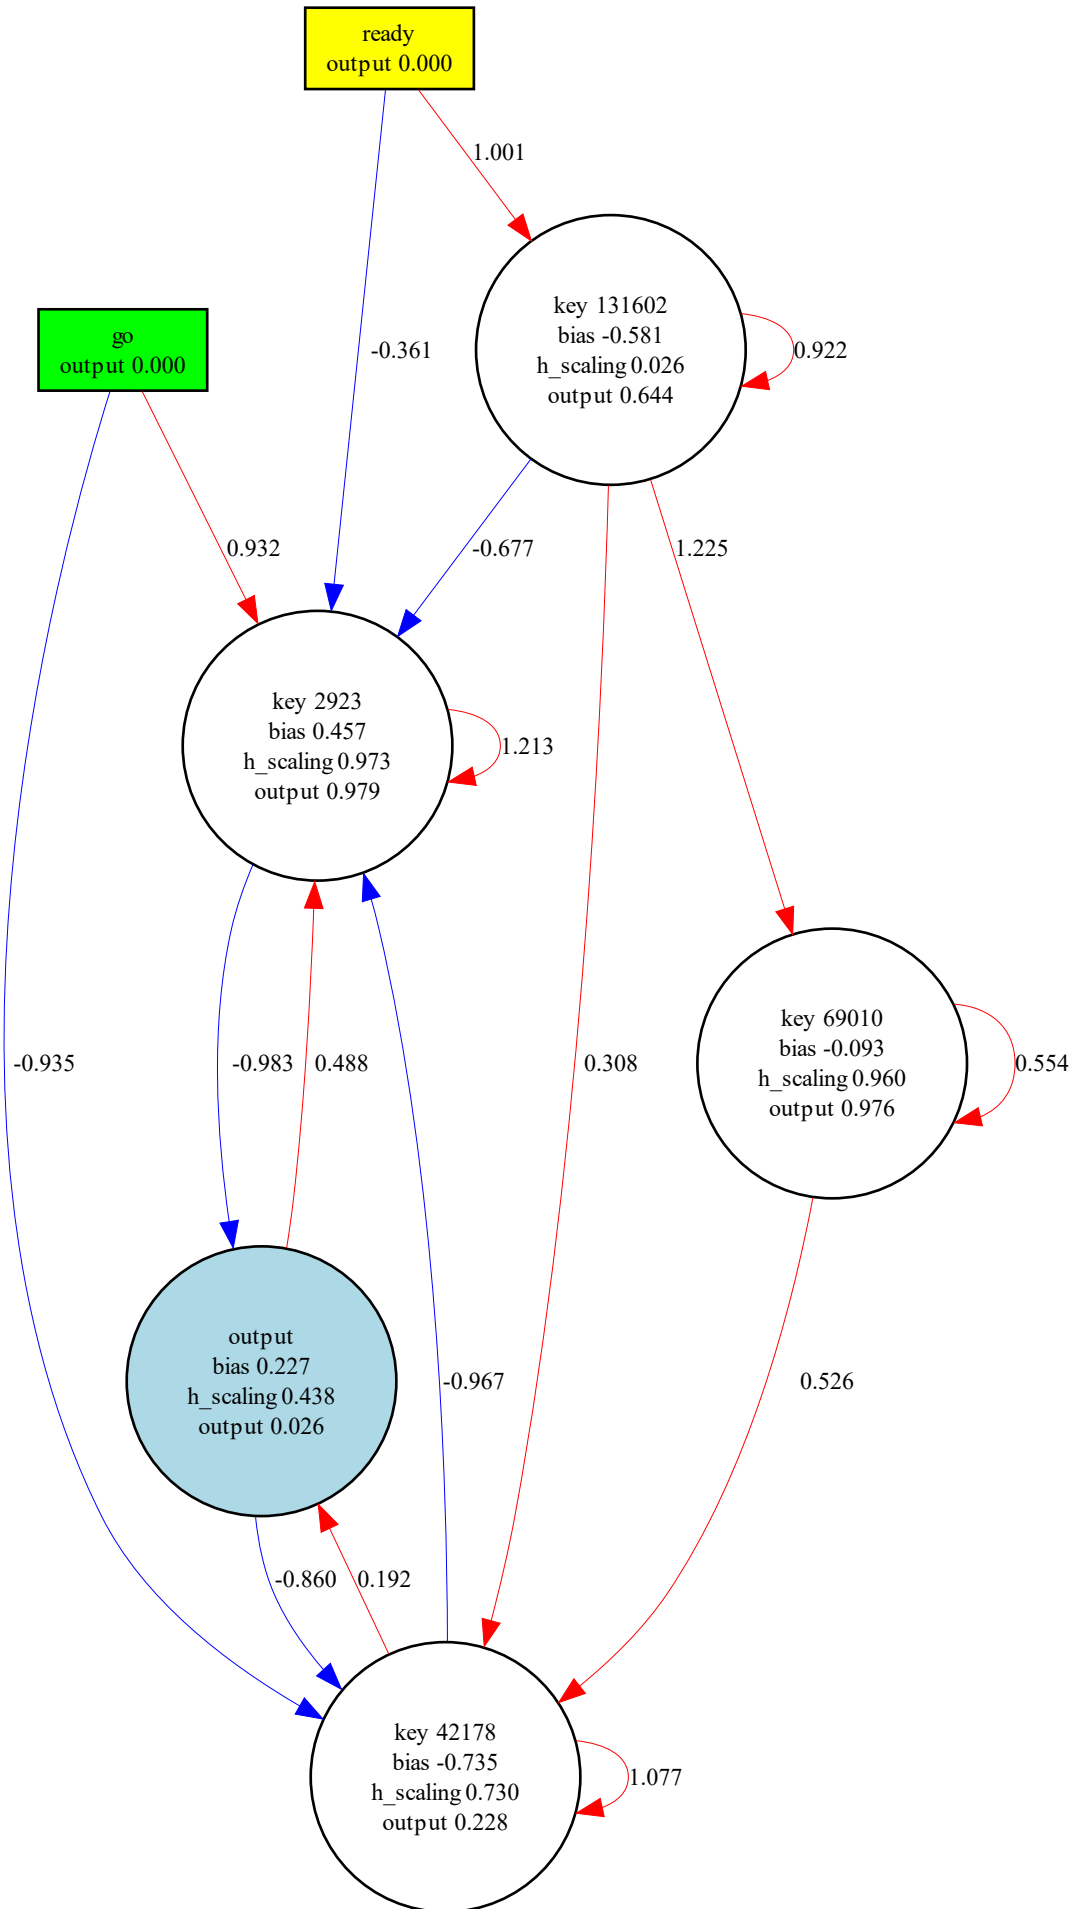 ready
output 0.000
1.001
key 131602
bias -0.581
h_scaling 0.026
output 0.644
0.922
go
output 0.000
-0.361
0.932
-0.677
1.225
key 2923
bias 0.457
h_scaling 0.973
output 0.979
1.213
key 69010
bias -0.093
h_scaling 0.960
output 0.976
0.554
-0.935
-0.983
0.488
0.308
output
bias 0.227
h_scaling 0.438
output 0.026
-0.967
0.526
-0.860
0.192
key 42178
bias -0.735
h_scaling 0.730
output 0.228
1.077